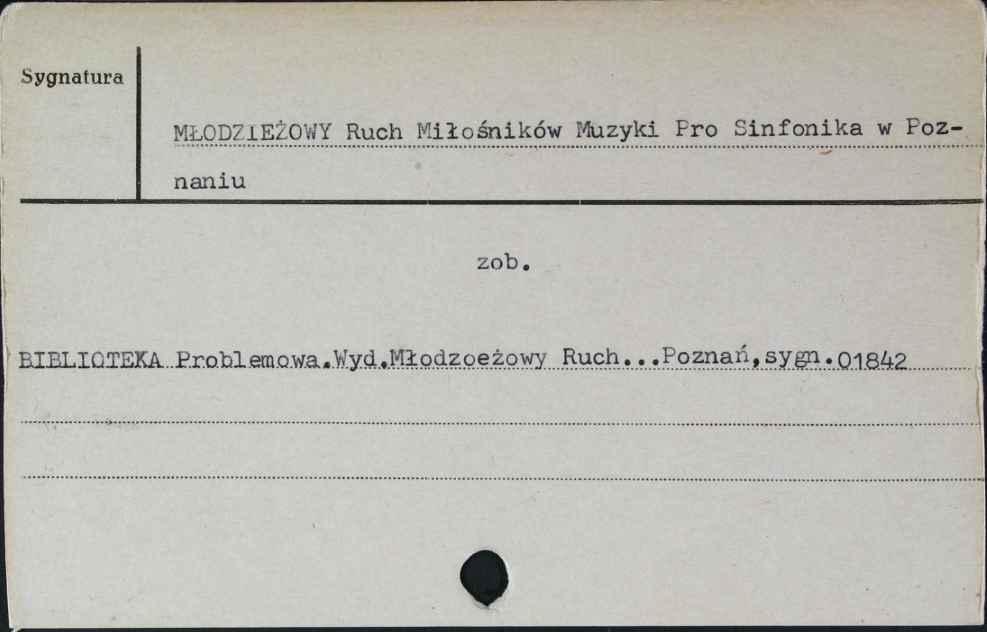 Sygnatura
MŁODZIEŻOWY Ruch Miłośników Muzyki Pro Sinfonika w Poz-
naniu
zob.
BIBLIOTEKA Problemowa.Wyd.Młodzoeżowy Ruch...Poznań,sygn.01842